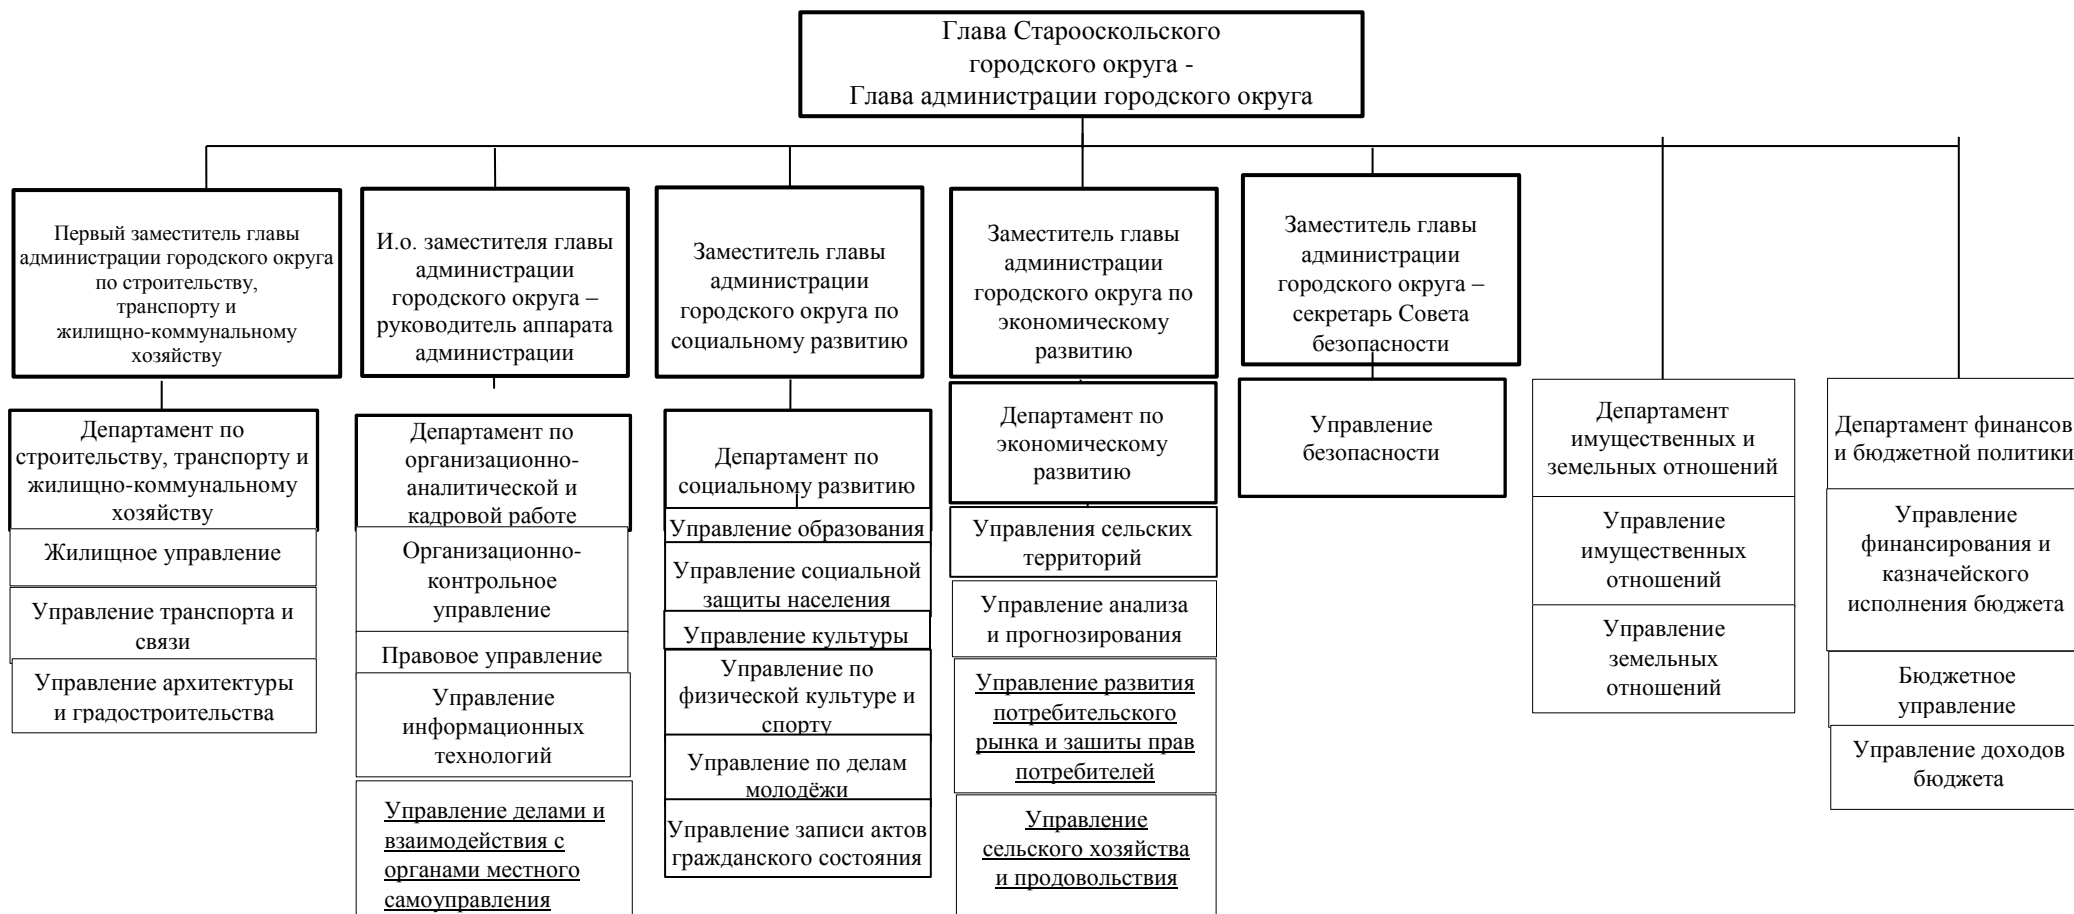 Глава Старооскольского
городского округа -
Глава администрации городского округа
Первый заместитель главы
администрации городского округа
по строительству,
транспорту и
жилищно-коммунальному
хозяйству
И.о. заместителя главы
администрации
городского округа –
руководитель аппарата
администрации
Заместитель главы
администрации
городского округа по
социальному развитию
Заместитель главы
администрации
городского округа по
экономическому
развитию
Заместитель главы
администрации
городского округа –
секретарь Совета
безопасности
Департамент по
строительству, транспорту и
жилищно-коммунальному
хозяйству
Жилищное управление
Управление транспорта и
связи
Управление архитектуры
и градостроительства
Департамент по
организационно-
аналитической и
кадровой работе
Организационно-
контрольное
управление
Правовое управление
Управление
информационных
технологий
Управление делами и
взаимодействия с
органами местного
самоуправления
Департамент по
социальному развитию
Управление образования
Управление социальной
защиты населения
Управление культуры
Управление по
физической культуре и
спорту
Управление по делам
молодёжи
Управление записи актов
гражданского состояния
Департамент по
экономическому
развитию
Управления сельских
территорий
Управление анализа
и прогнозирования
Управление развития
потребительского
рынка и зашиты прав
потребителей
Управление
сельского хозяйства
и продовольствия
Управление
безопасности
Департамент
имущественных и
земельных отношений
Управление
имущественных
отношений
Управление
земельных
отношений
Департамент финансов
и бюджетной политики
Управление
финансирования и
казначейского
исполнения бюджета
Бюджетное
управление
Управление доходов
бюджета